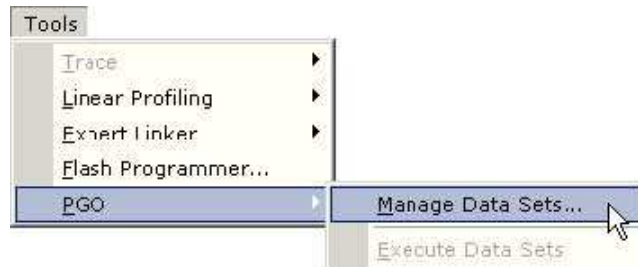 Tools
Trace
Linear Profiling
Expert Linker
Flash Programmer...
PGO
Manage Data Sets...
Execute Data Sets